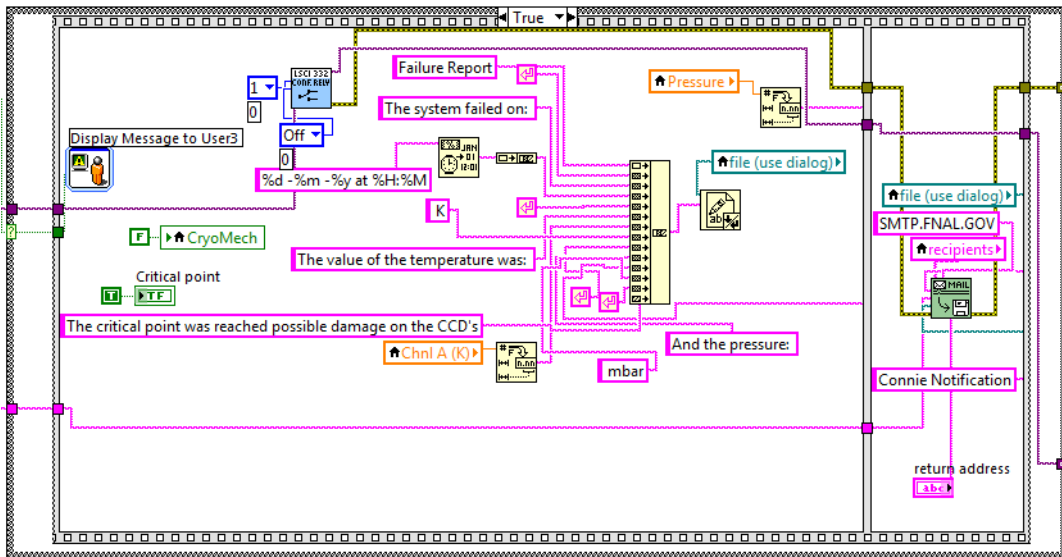 True
LSCI 332
CONF.RELY
1
0
Off
0
Display Message to User3
Failure Report
The system failed on:
%d -%m -%y at %H:%M
JAN
01
12:01
K
F
CryoMech
The value of the temperature was:
Critical point
T
TF
The critical point was reached possible damage on the CCD's
Chnl A (K)
#
F
n.nn
mbar
And the pressure:
Pressure
#
F
n.nn
file (use dialog)
ab
file (use dialog)
SMTP.FNAL.GOV
recipients
MAIL
Connie Notification
return address
abc